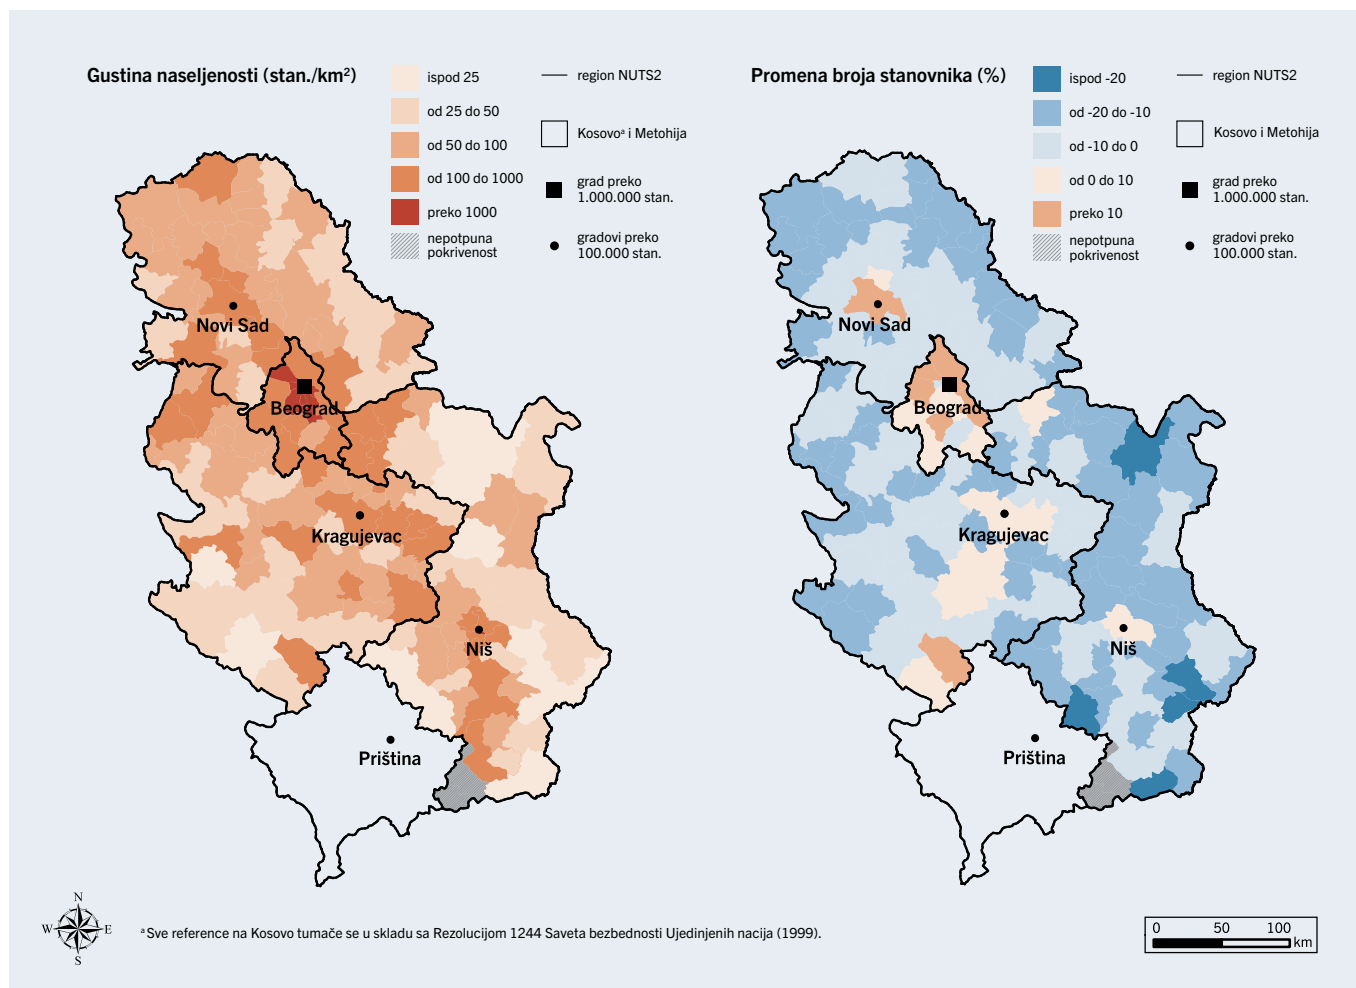 Gustina naseljenosti (stan./km²)
ispod 25
od 25 do 50
od 50 do 100
od 100 do 1000
preko 1000
nepotpuna
pokrivenost
region NUTS2
Kosovoª i Metohija
grad preko
1.000.000 stan.
gradovi preko
100.000 stan.
Novi Sad
Beograd
Kragujevac
Niš
Priština
Promena broja stanovnika (%)
ispod -20
od -20 do -10
od -10 do 0
od 0 do 10
preko 10
nepotpuna
pokrivenost
region NUTS2
Kosovo i Metohija
grad preko
1.000.000 stan.
gradovi preko
100.000 stan.
Novi Sad
Beograd
Kragujevac
Niš
Priština
N
W E
S
ª Sve reference na Kosovo tumače se u skladu sa Rezolucijom 1244 Saveta bezbednosti Ujedinjenih nacija (1999).
0 50 100
km